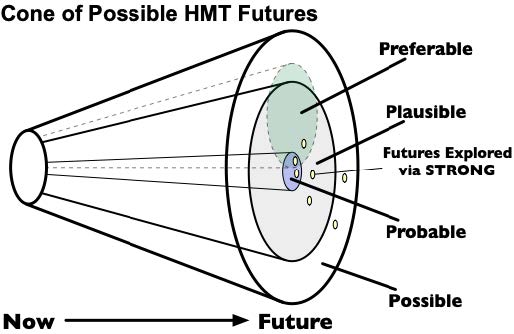 Cone of Possible HMT Futures
Preferable
Plausible
Futures Explored
via STRONG
Probable
Possible
Now
Future